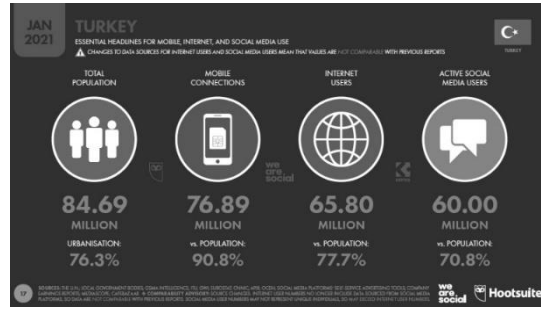 JAN
2021
TURKEY
ESSENTIAL HEADLINES FOR MOBILE, INTERNET, AND SOCIAL MEDIA USE
CHANGES TO DATA SOURCES FOR INTERNET USERS AND SOCIAL MEDIA USERS MEAN THAT VALUES ARE NOT COMPARABLE WITH PREVIOUS REPORTS
TURKEY
TOTAL
POPULATION
84.69
MILLION
URBANISATION:
76.3%
MOBILE
CONNECTIONS
76.89
MILLION
vs. POPULATION:
90.8%
INTERNET
USERS
65.80
MILLION
vs. POPULATION:
77.7%
ACTIVE SOCIAL
MEDIA USERS
60.00
MILLION
vs. POPULATION:
70.8%
we
are
social
17
we
are
social
Hootsuite